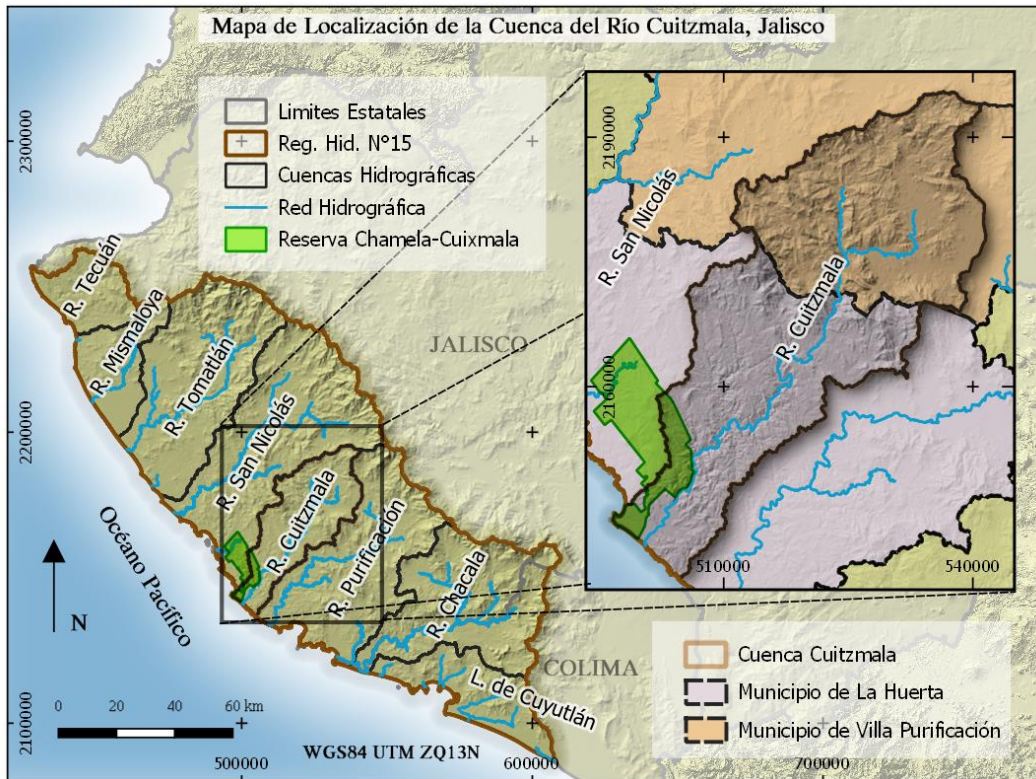 Mapa de Localización de la Cuenca del Río Cuitzmala, Jalisco
Limites Estatales
Reg. Hid. N°15
Cuencas Hidrográficas
Red Hidrográfica
Reserva Chamela-Cuixmala
2300000
2200000
2100000
R. Tecuán
R. Mismaloya
R. Tomatlán
R. San Nicolás
R. Cuitzmala
R. Purificación
R. Chacala
L. de Cuyutlán
JALISCO
COLIMA
Océano Pacífico
N
0 20 40 60 km
WGS84 UTM ZQ13N
500000
600000
700000
2190000
2160000
R. San Nicolás
R. Cuitzmala
510000
540000
Cuenca Cuitzmala
Municipio de La Huerta
Municipio de Villa Purificación